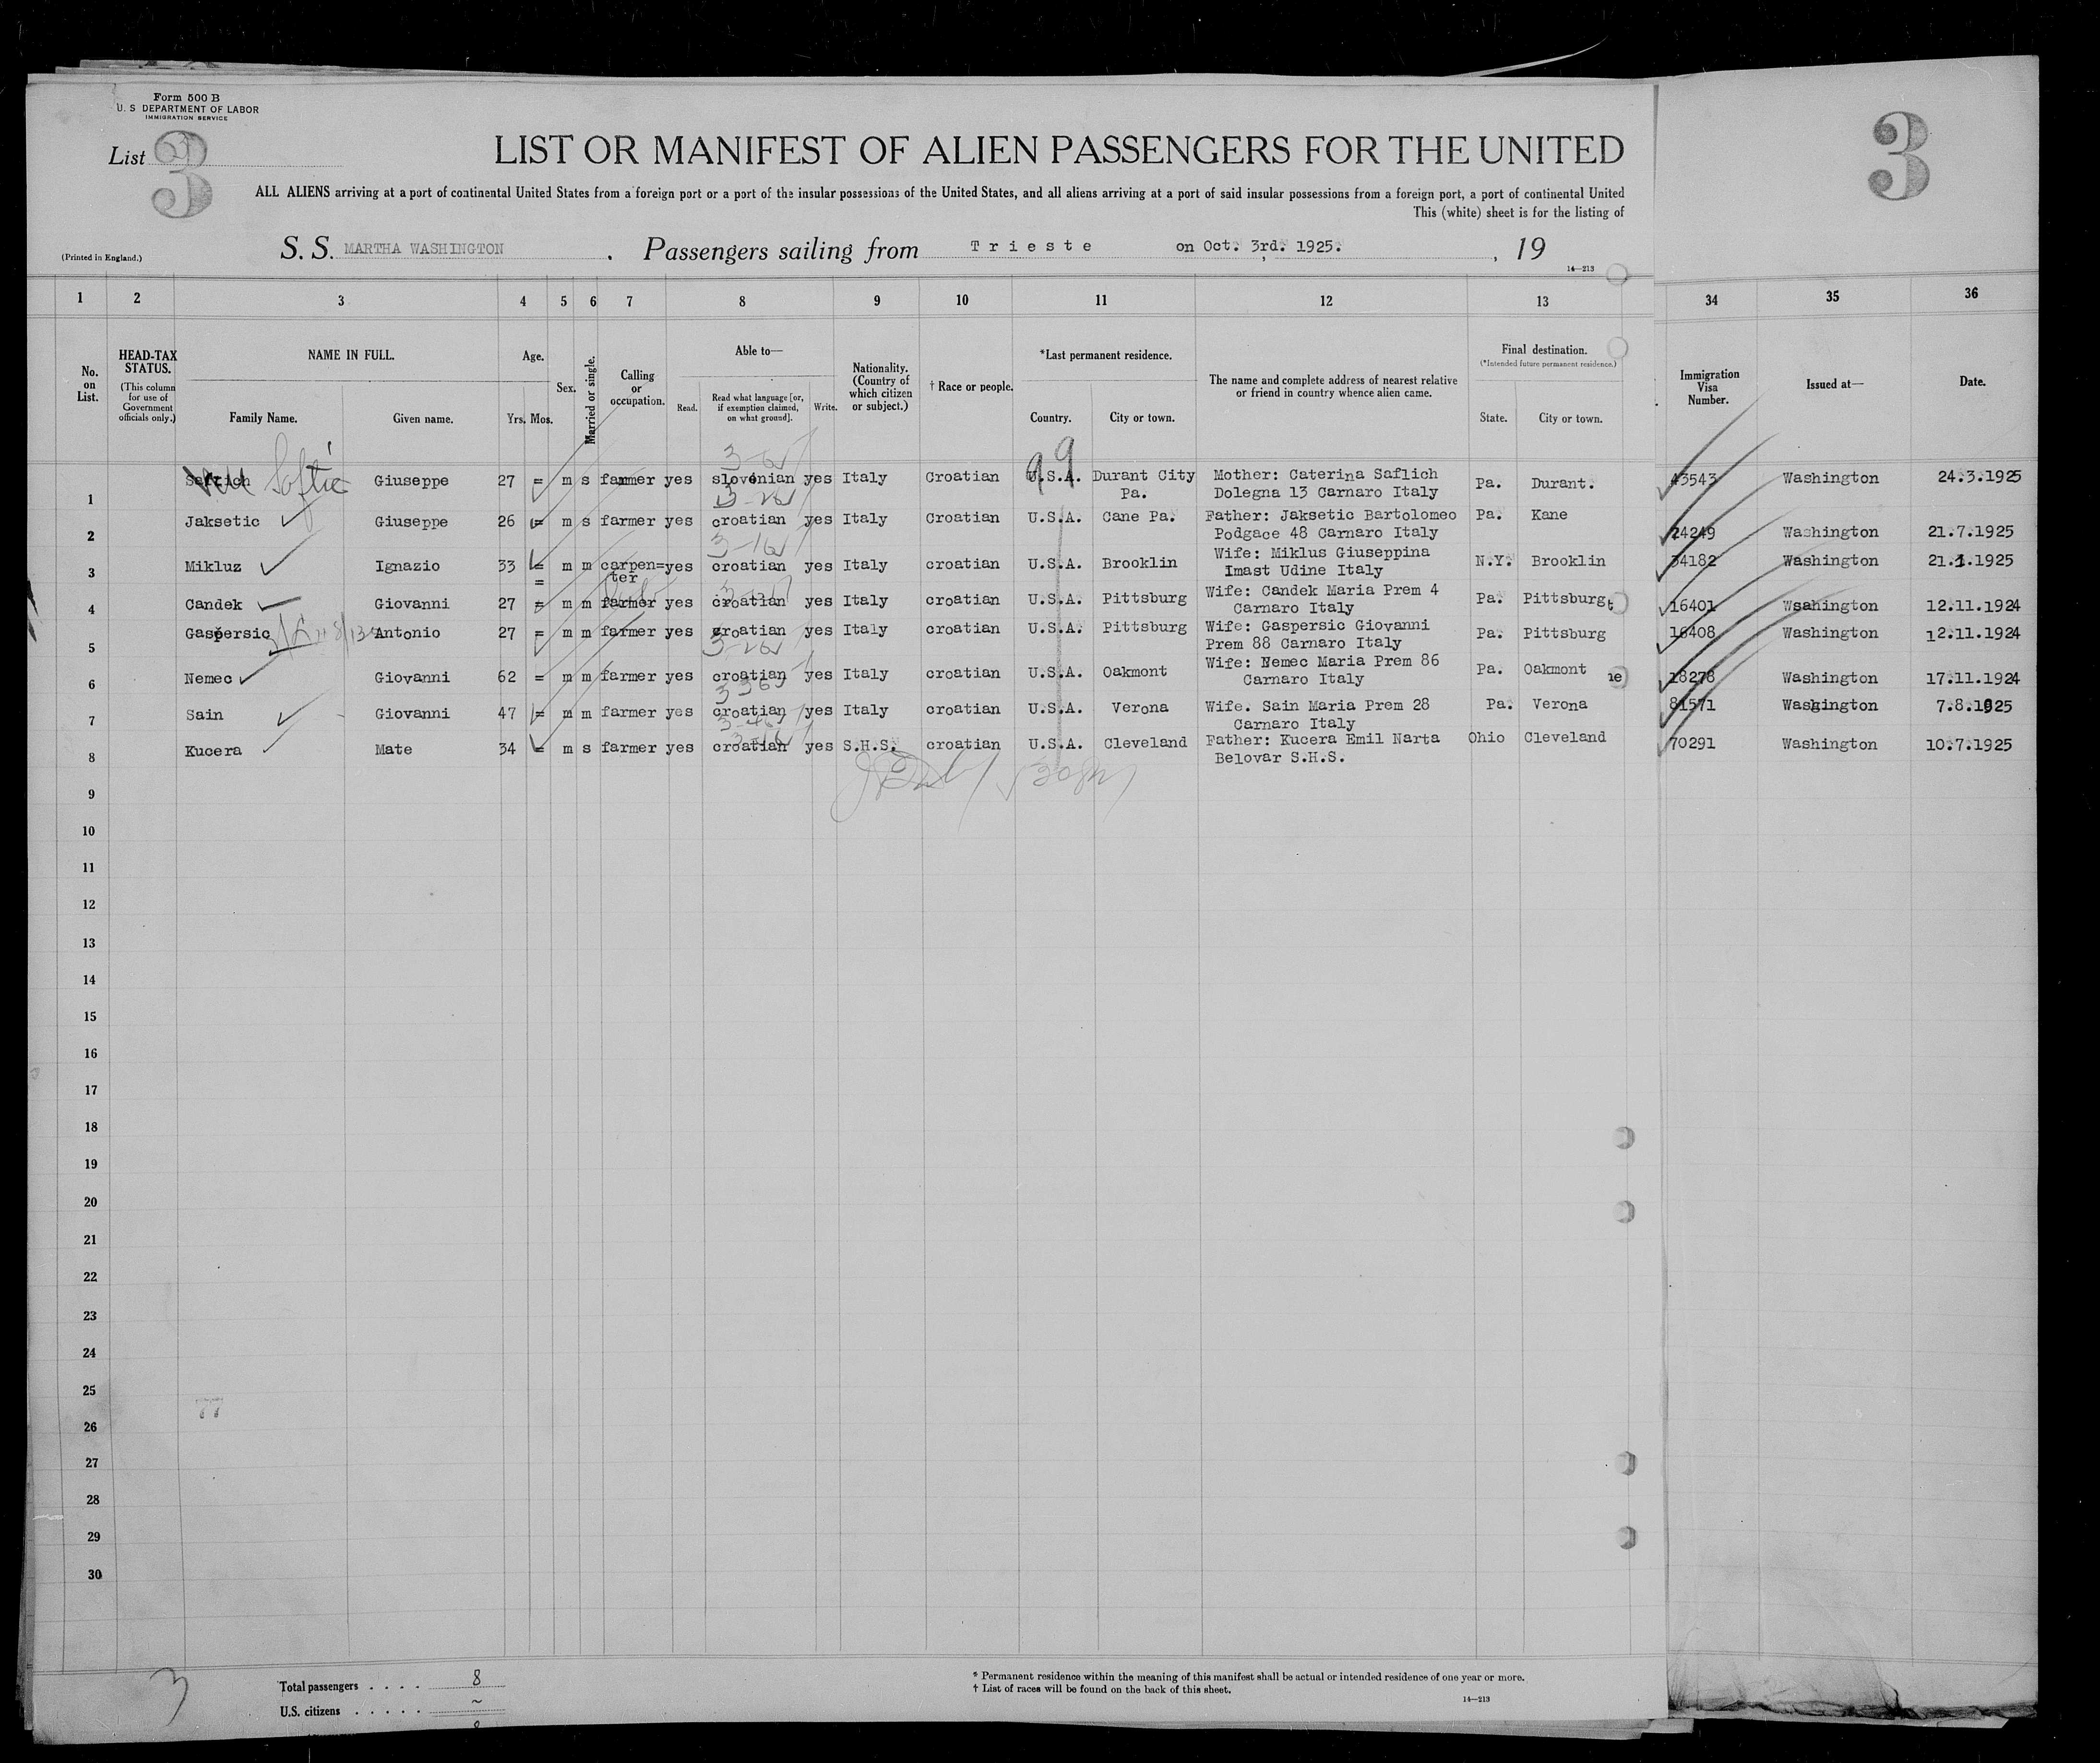 Form 500 B
U. S DEPARTMENT OF LABOR
IMMIGRATION SERVICE
List 3
3
LIST OR MANIFEST OF ALIEN PASSENGERS FOR THE UNITED
ALL ALIENS arriving at a port of continental United States from a foreign port or a port of the insular possessions of the United States, and all aliens arriving at a port of said insular possessions from a foreign port, a port of continental United
This (white) sheet is for the listing of
(Printed in England.)
S. S. MARTHA WASHINGTON . Passengers sailing from Trieste on Oct. 3rd. 1925. , 19
14—213
1 2 3 4 5 6 7 8 9 10 11 12 13 34 35 36
No. on List.
HEAD-TAX STATUS.
(This column for use of Government officials only.)
NAME IN FULL.
Family Name. Given name.
Age.
Yrs. Mos.
Sex.
Married or single.
Calling or occupation.
Able to—
Read. Read what language [or, if exemption claimed, on what ground]. Write.
Nationality. (Country of which citizen or subject.)
† Race or people.
*Last permanent residence.
Country. City or town.
The name and complete address of nearest relative or friend in country whence alien came.
Final destination.
(*Intended future permanent residence.)
State. City or town.
Immigration Visa Number.
Issued at—
Date.
1 Giuseppe 27 = m s farmer yes slovenian yes Italy Croatian U.S.A. Durant City Pa. Mother: Caterina Saflich Dolegna 13 Carnaro Italy Pa. Durant. 43543 Washington 24.3.1925
2 Jaksetic Giuseppe 26 = m s farmer yes croatian yes Italy Croatian U.S.A. Cane Pa. Father: Jaksetic Bartolomeo Podgace 48 Carnaro Italy Pa. Kane 24249 Washington 21.7.1925
3 Mikluz Ignazio 33 = m m carpen=ter yes croatian yes Italy croatian U.S.A. Brooklin Wife: Miklus Giuseppina Imast Udine Italy N.Y. Brooklin 34182 Washington 21.1.1925
4 Candek Giovanni 27 = m m farmer yes croatian yes Italy croatian U.S.A. Pittsburg Wife: Candek Maria Prem 4 Carnaro Italy Pa. Pittsburg 16401 Wsahington 12.11.1924
5 Gaspersic Antonio 27 = m m farmer yes croatian yes Italy croatian U.S.A. Pittsburg Wife: Gaspersic Giovanni Prem 88 Carnaro Italy Pa. Pittsburg 16408 Washington 12.11.1924
6 Nemec Giovanni 62 = m m farmer yes croatian yes Italy croatian U.S.A. Oakmont Wife: Nemec Maria Prem 86 Carnaro Italy Pa. Oakmont 18278 Washington 17.11.1924
7 Sain Giovanni 47 = m m farmer yes croatian yes Italy croatian U.S.A. Verona Wife. Sain Maria Prem 28 Carnaro Italy Pa. Verona 81571 Washington 7.8.1925
8 Kucera Mate 34 = m s farmer yes croatian yes S.H.S. croatian U.S.A. Cleveland Father: Kucera Emil Narta Belovar S.H.S. Ohio Cleveland 70291 Washington 10.7.1925
9
10
11
12
13
14
15
16
17
18
19
20
21
22
23
24
25
77
26
27
28
29
30
3
Total passengers . . . . 8
U.S. citizens . . . . . ~
* Permanent residence within the meaning of this manifest shall be actual or intended residence of one year or more.
† List of races will be found on the back of this sheet.
14—213